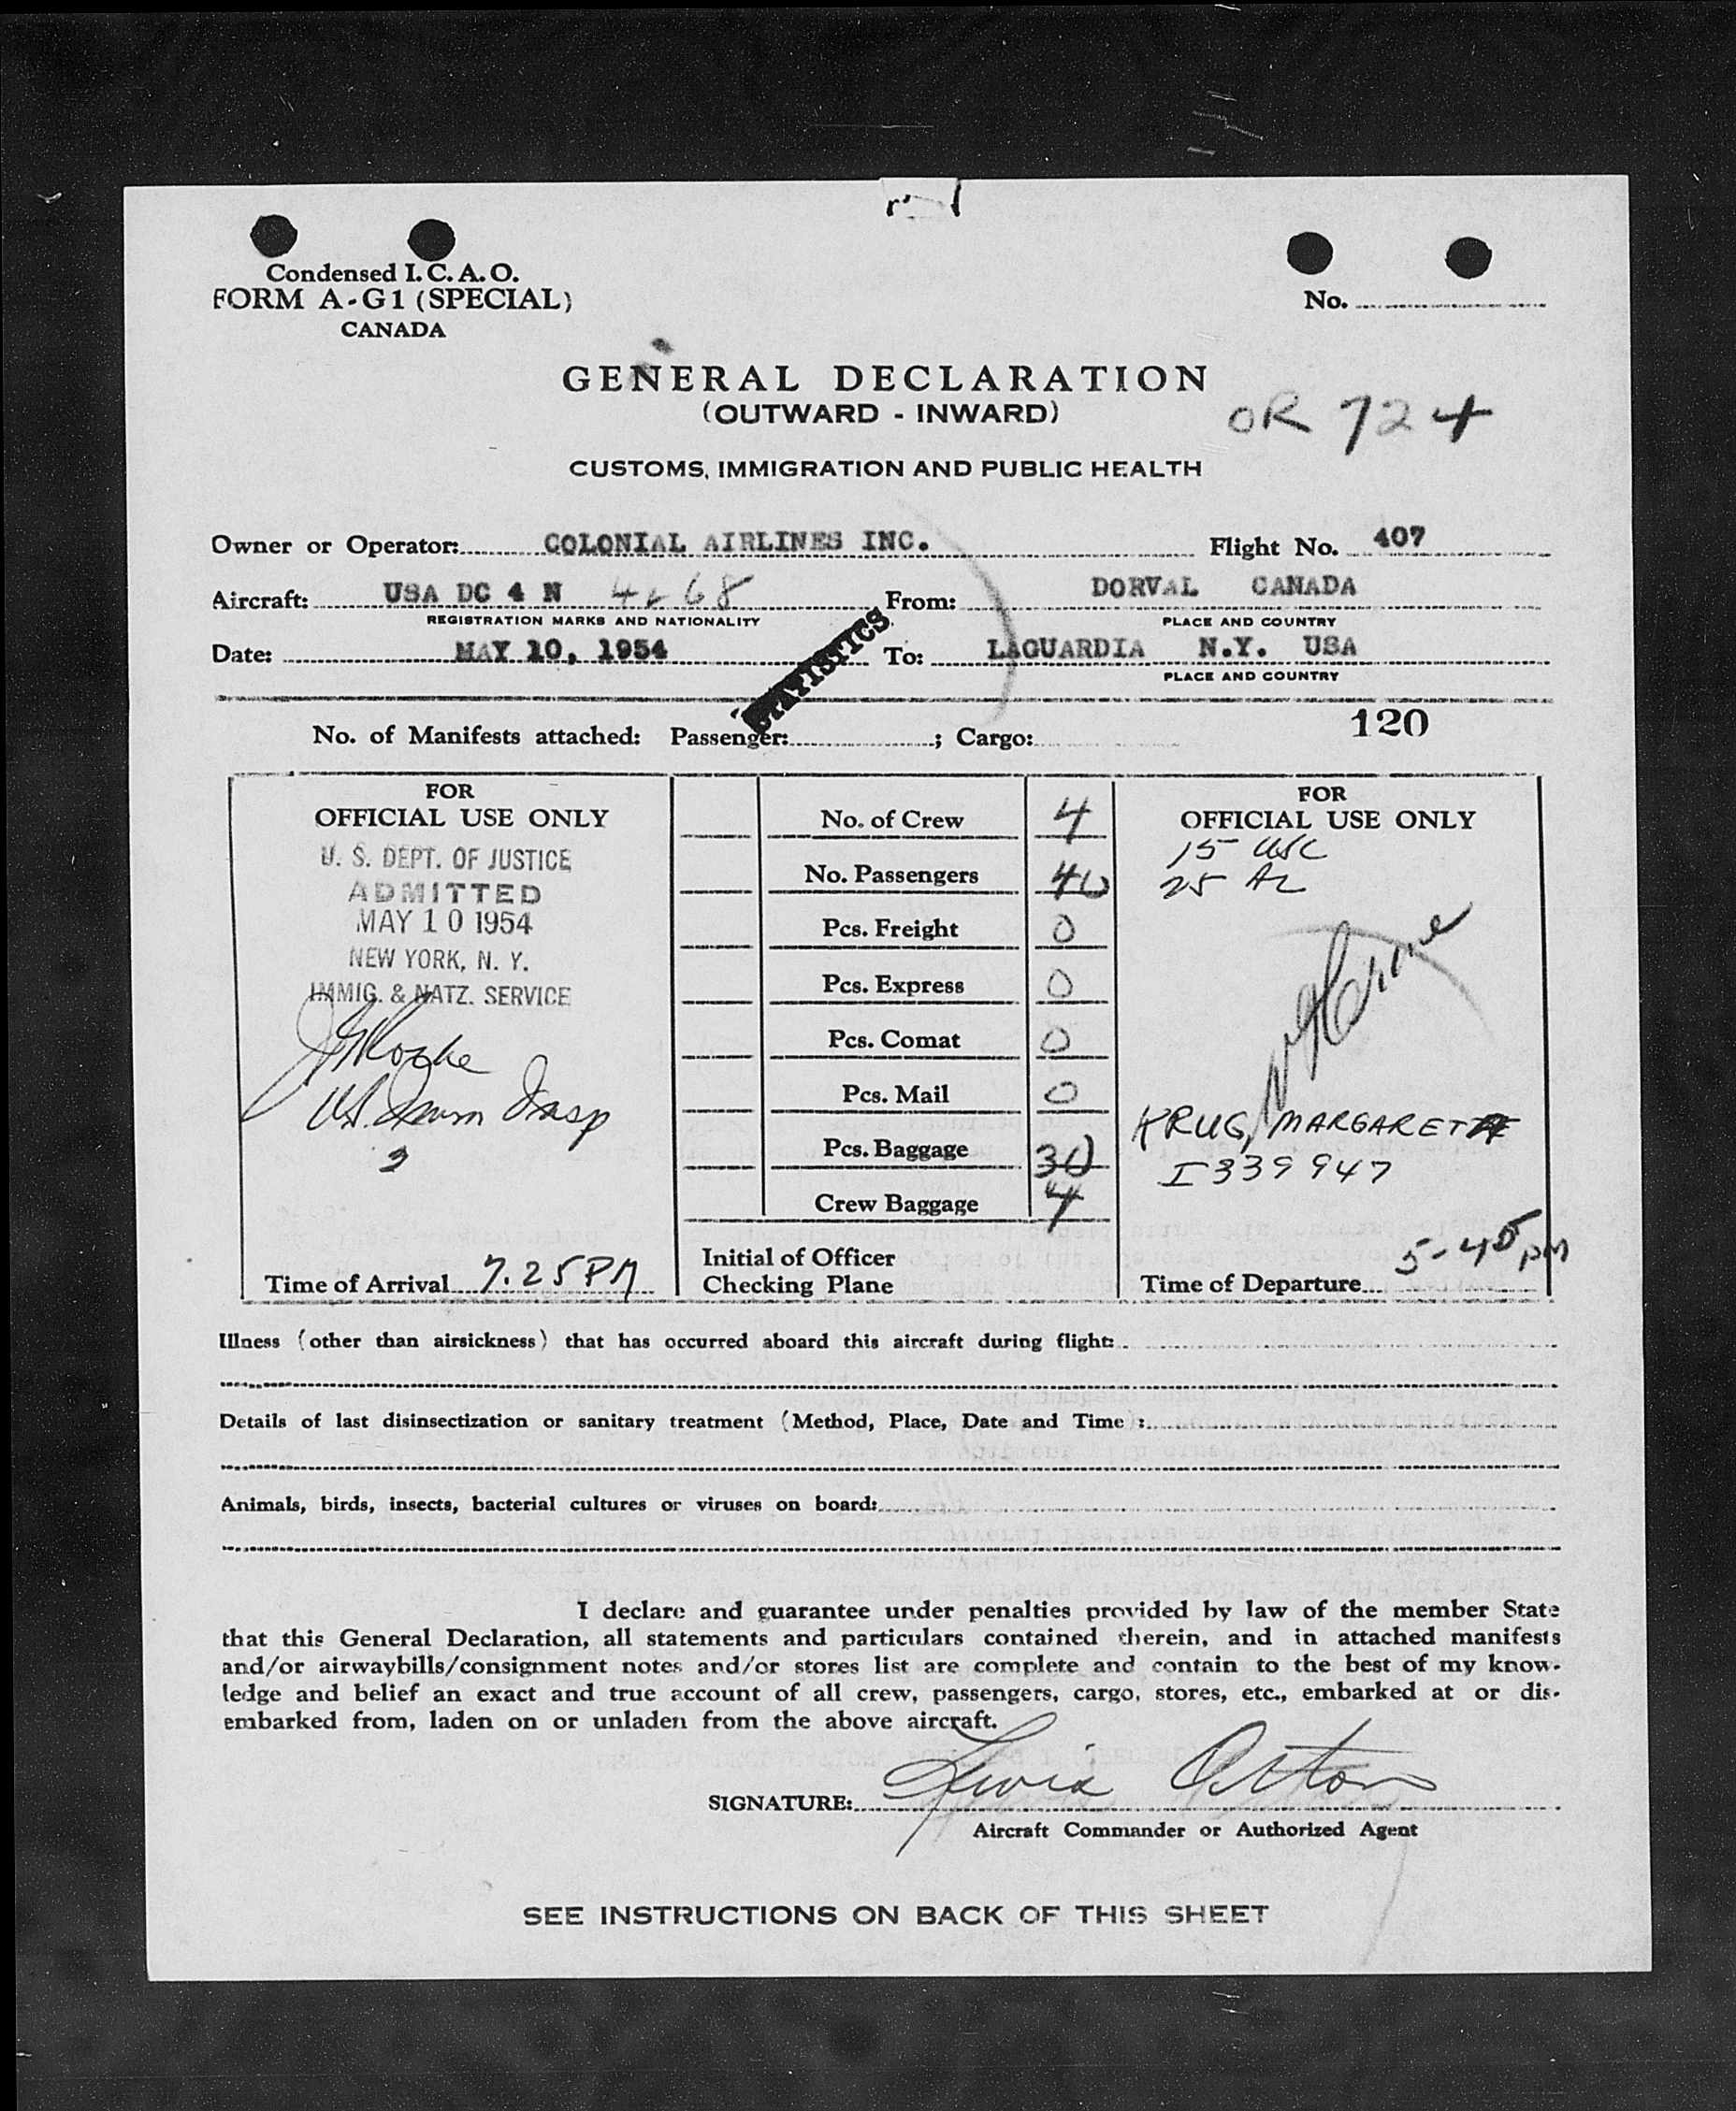 Condensed I. C. A. O.
FORM A-G1 (SPECIAL)
CANADA
No.
GENERAL DECLARATION
(OUTWARD - INWARD)
OR 724
CUSTOMS, IMMIGRATION AND PUBLIC HEALTH
Owner or Operator: COLONIAL AIRLINES INC. Flight No. 407
Aircraft: USA DC 4 N 68 From: DORVAL CANADA
REGISTRATION MARKS AND NATIONALITY PLACE AND COUNTRY
Date: MAY 10, 1954 To: LAGUARDIA N.Y. USA
STATISTICS
PLACE AND COUNTRY
120
No. of Manifests attached: Passenger: ; Cargo:
FOR
OFFICIAL USE ONLY
U. S. DEPT. OF JUSTICE
ADMITTED
MAY 10 1954
NEW YORK, N. Y.
IMMIG. & NATZ. SERVICE
US. Imm Insp
2
Time of Arrival 7.25 PM
No. of Crew 4
No. Passengers 40
Pcs. Freight 0
Pcs. Express 0
Pcs. Comat 0
Pcs. Mail 0
Pcs. Baggage 30
Crew Baggage 4
Initial of Officer
Checking Plane
FOR
OFFICIAL USE ONLY
15 USC
25 AL
KRUG, MARGARET
I 339 947
5-45 PM
Time of Departure
Illness (other than airsickness) that has occurred aboard this aircraft during flight:
Details of last disinsectization or sanitary treatment (Method, Place, Date and Time):
Animals, birds, insects, bacterial cultures or viruses on board:
I declare and guarantee under penalties provided by law of the member State
that this General Declaration, all statements and particulars contained therein, and in attached manifests
and/or airwaybills/consignment notes and/or stores list are complete and contain to the best of my know-
ledge and belief an exact and true account of all crew, passengers, cargo, stores, etc., embarked at or dis-
embarked from, laden on or unladen from the above aircraft.
SIGNATURE:
Aircraft Commander or Authorized Agent
SEE INSTRUCTIONS ON BACK OF THIS SHEET